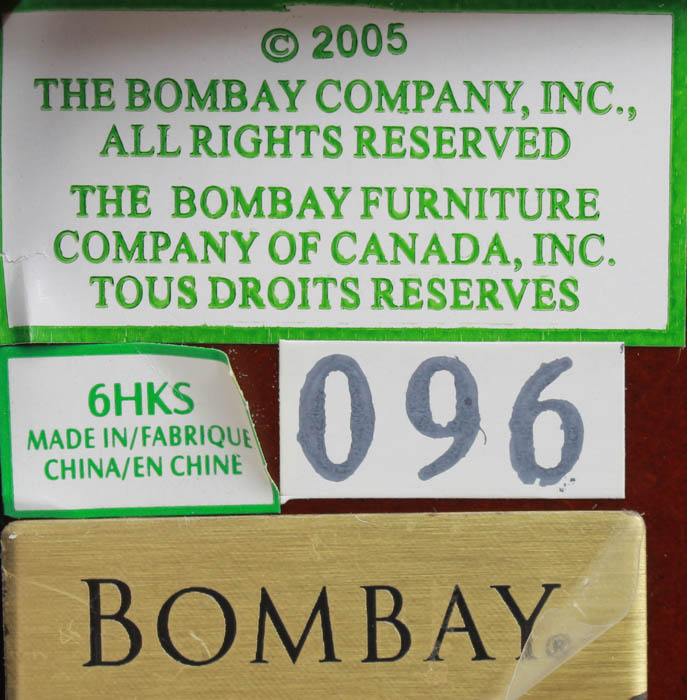 © 2005
THE BOMBAY COMPANY, INC.,
ALL RIGHTS RESERVED
THE BOMBAY FURNITURE
COMPANY OF CANADA, INC.
TOUS DROITS RESERVES
6HKS
MADE IN/FABRIQUE
CHINA/EN CHINE
096
BOMBAY®